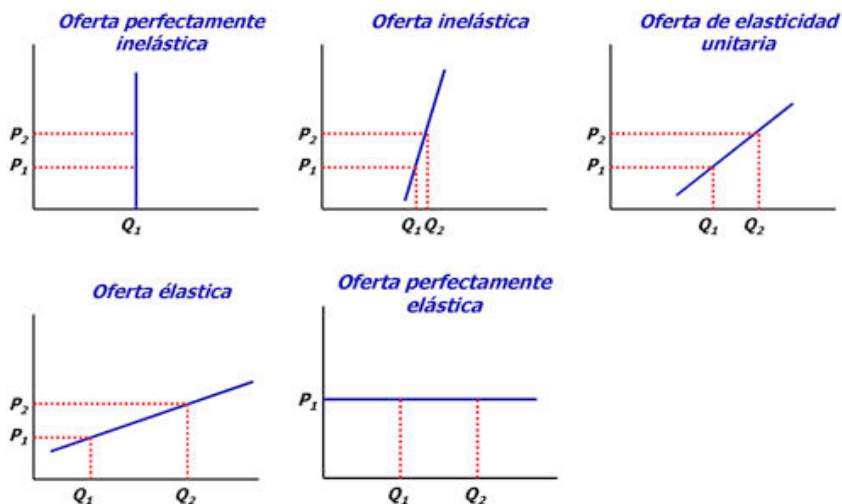 Oferta perfectamente
inelástica
P2
P1
Q1
Oferta inelástica
P2
P1
Q1 Q2
Oferta de elasticidad
unitaria
P2
P1
Q1 Q2
Oferta élastica
P2
P1
Q1 Q2
Oferta perfectamente
elástica
P1
Q1 Q2